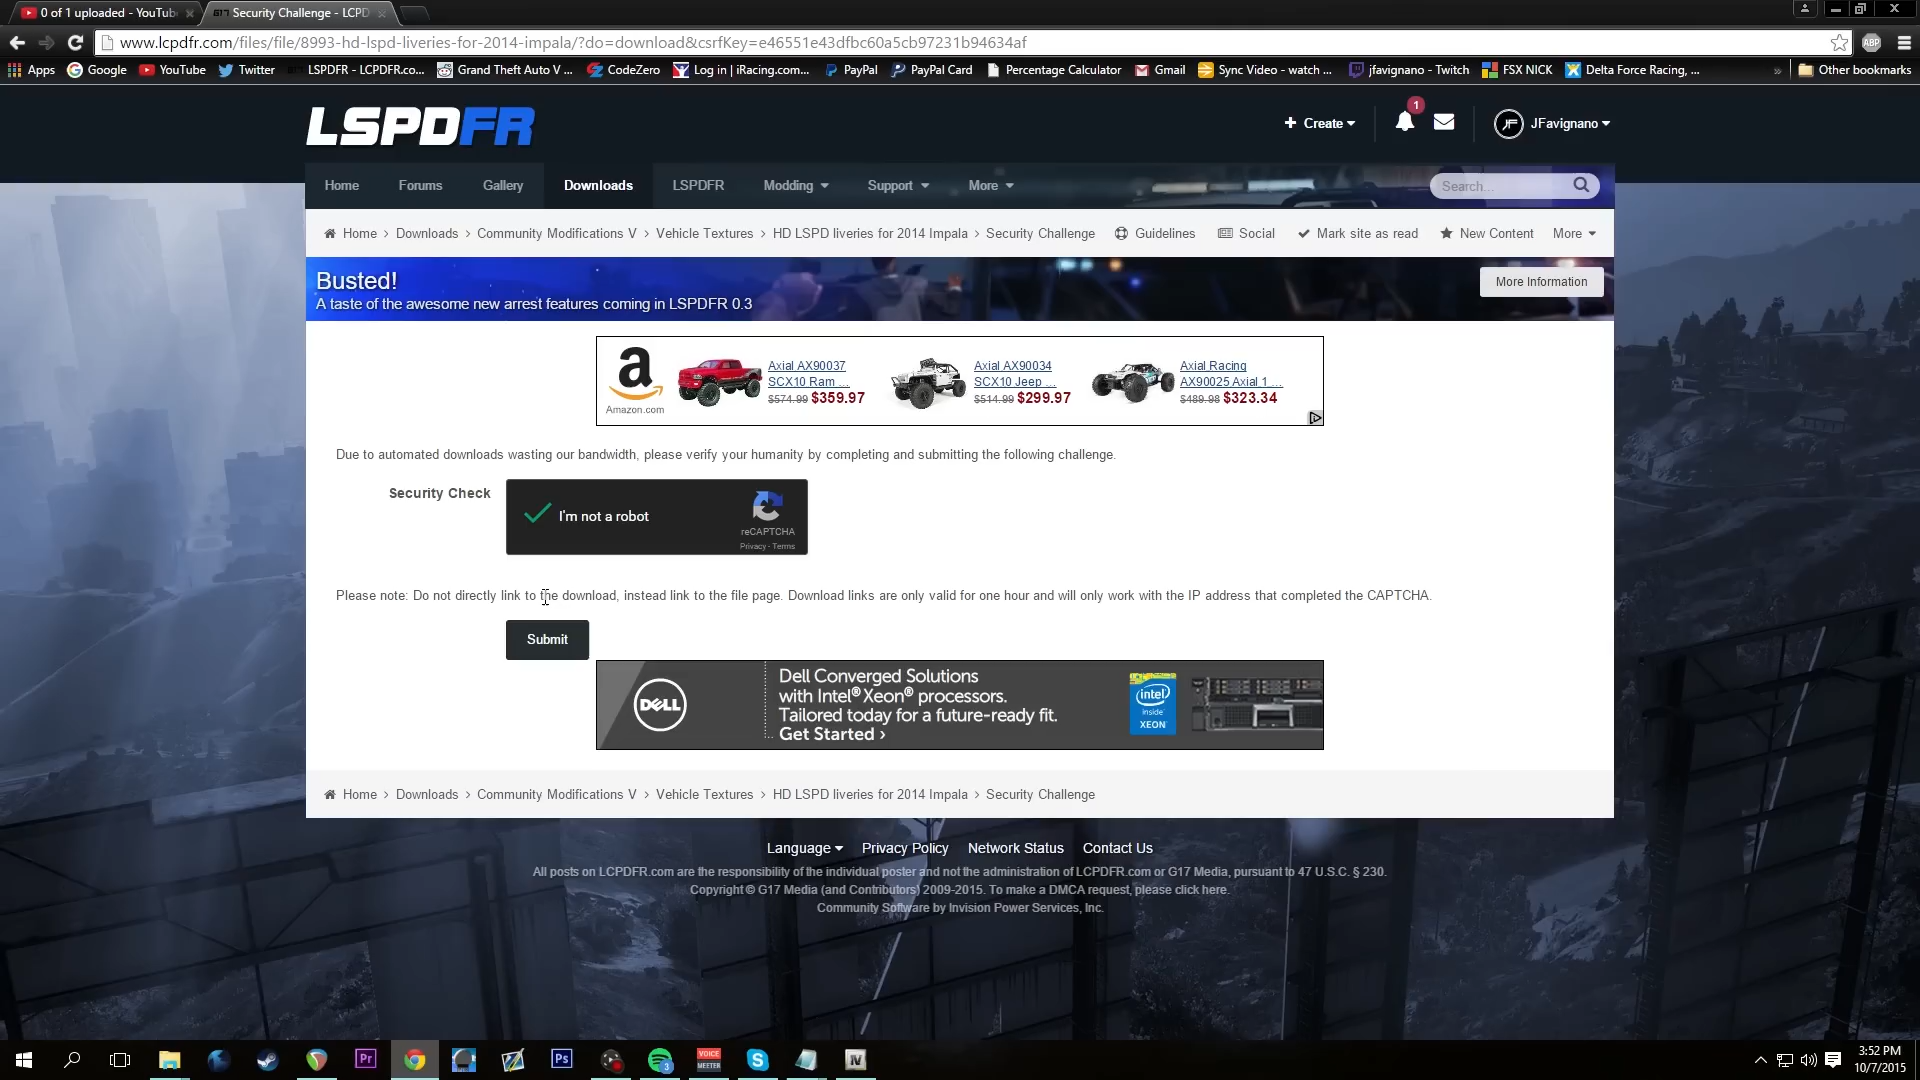 0 of 1 uploaded - YouTub
Security Challenge - LCPD
www.lcpdfr.com/files/file/8993-hd-lspd-liveries-for-2014-impala/?do=download&csrfKey=e46551e43dfbc60a5cb97231b94634af
ABP
Apps Google YouTube Twitter LSPDFR - LCPDFR.co... Grand Theft Auto V ... CodeZero Log in | iRacing.com... PayPal PayPal Card Percentage Calculator Gmail Sync Video - watch ... jfavignano - Twitch FSX NICK Delta Force Racing, ... » Other bookmarks
LSPDFR
+ Create
1
JF JFavignano
Home Forums Gallery Downloads LSPDFR Modding Support More
Search...
Home > Downloads > Community Modifications V > Vehicle Textures > HD LSPD liveries for 2014 Impala > Security Challenge
Guidelines Social Mark site as read New Content More
Busted!
A taste of the awesome new arrest features coming in LSPDFR 0.3
More Information
a
Amazon.com
Axial AX90037
SCX10 Ram ...
$574.99 $359.97
Axial AX90034
SCX10 Jeep ...
$514.99 $299.97
Axial Racing
AX90025 Axial 1 ...
$489.98 $323.34
Due to automated downloads wasting our bandwidth, please verify your humanity by completing and submitting the following challenge.
Security Check
I'm not a robot
reCAPTCHA
Privacy - Terms
Please note: Do not directly link to the download, instead link to the file page. Download links are only valid for one hour and will only work with the IP address that completed the CAPTCHA.
Submit
DELL
Dell Converged Solutions
with Intel® Xeon® processors.
Tailored today for a future-ready fit.
Get Started ›
intel
inside
XEON
Home > Downloads > Community Modifications V > Vehicle Textures > HD LSPD liveries for 2014 Impala > Security Challenge
Language Privacy Policy Network Status Contact Us
All posts on LCPDFR.com are the responsibility of the individual poster and not the administration of LCPDFR.com or G17 Media, pursuant to 47 U.S.C. § 230.
Copyright © G17 Media (and Contributors) 2009-2015. To make a DMCA request, please click here.
Community Software by Invision Power Services, Inc.
Pr
Ps
3
VOICE
MEETER
S
IV
3:52 PM
10/7/2015